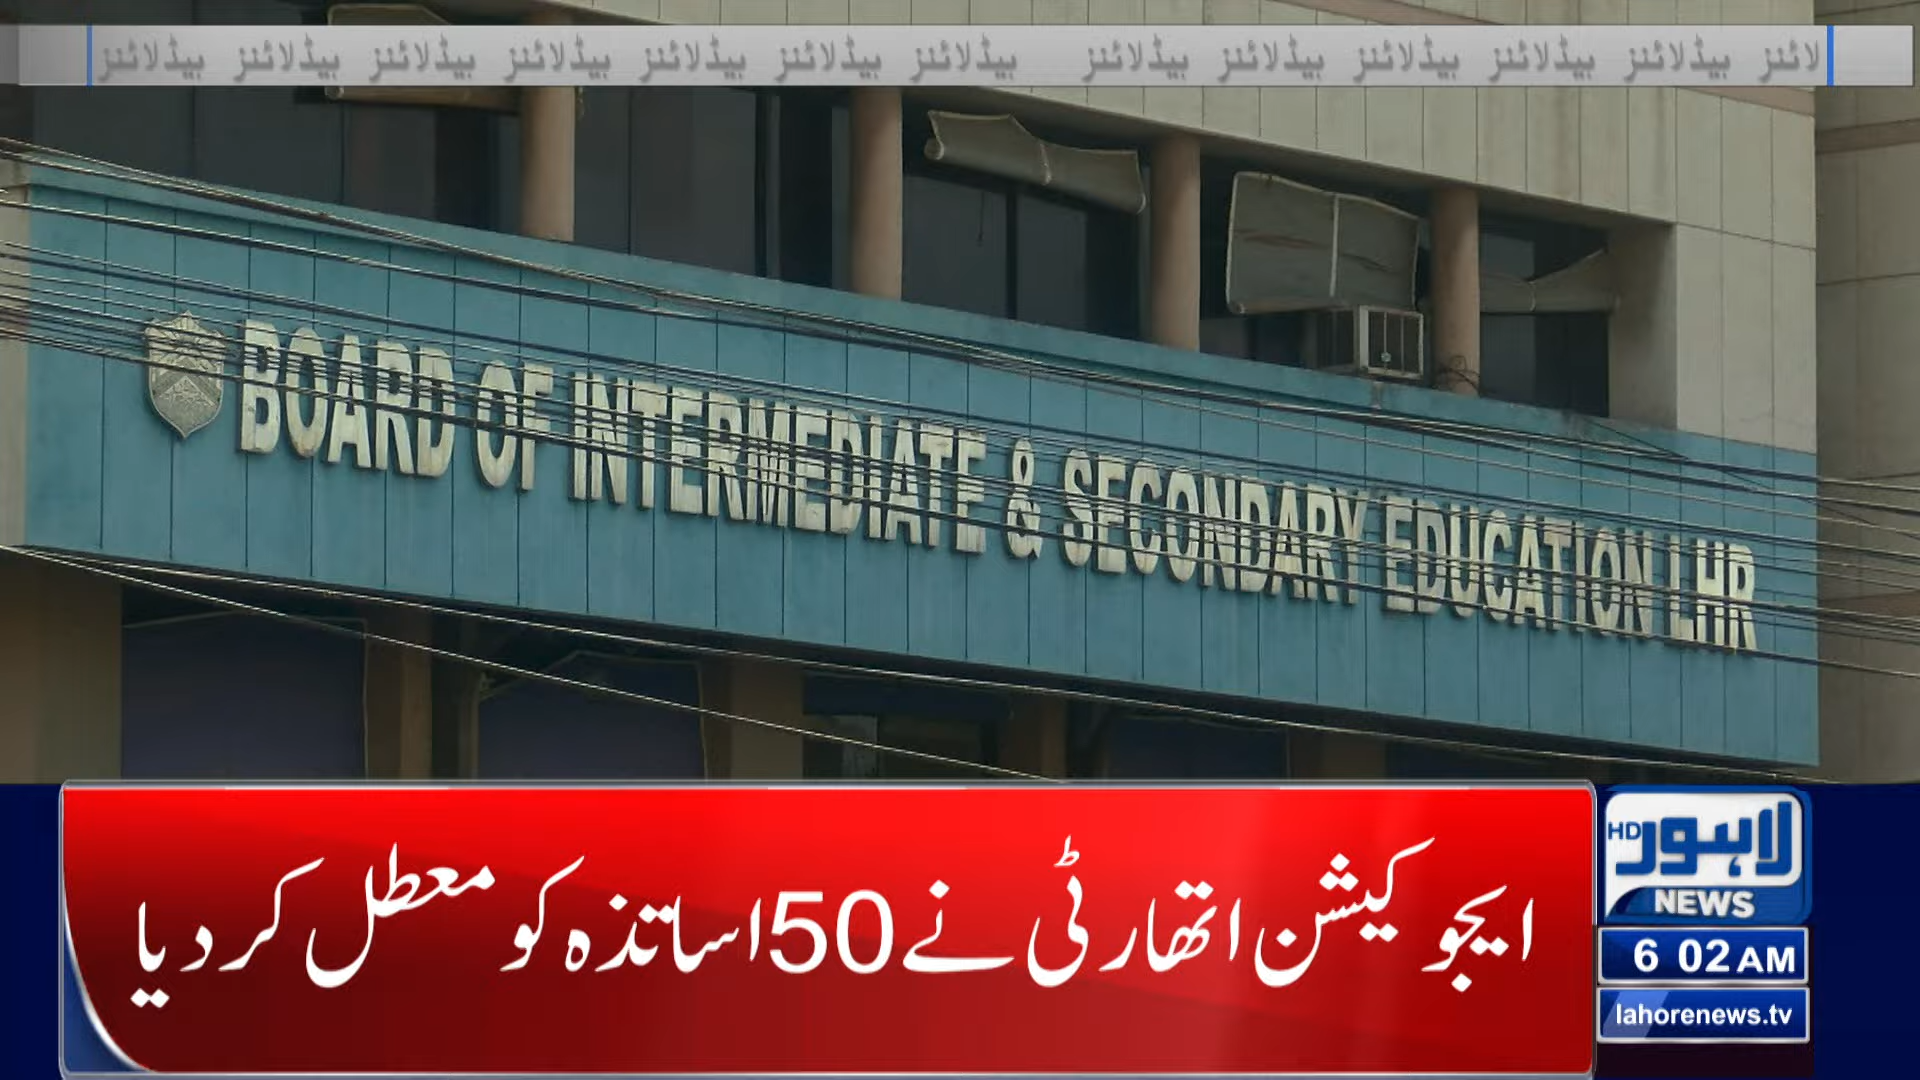 ہیڈلائنز ہیڈلائنز ہیڈلائنز ہیڈلائنز ہیڈلائنز ہیڈلائنز ہیڈلائنز ہیڈلائنز ہیڈلائنز ہیڈلائنز ہیڈلائنز ہیڈلائنز لائنز
BOARD OF INTERMEDIATE & SECONDARY EDUCATION LHR
ایجوکیشن اتھارٹی نے 50 اساتذہ کو معطل کر دیا
لاہور HD
NEWS
6 02 AM
lahorenews.tv